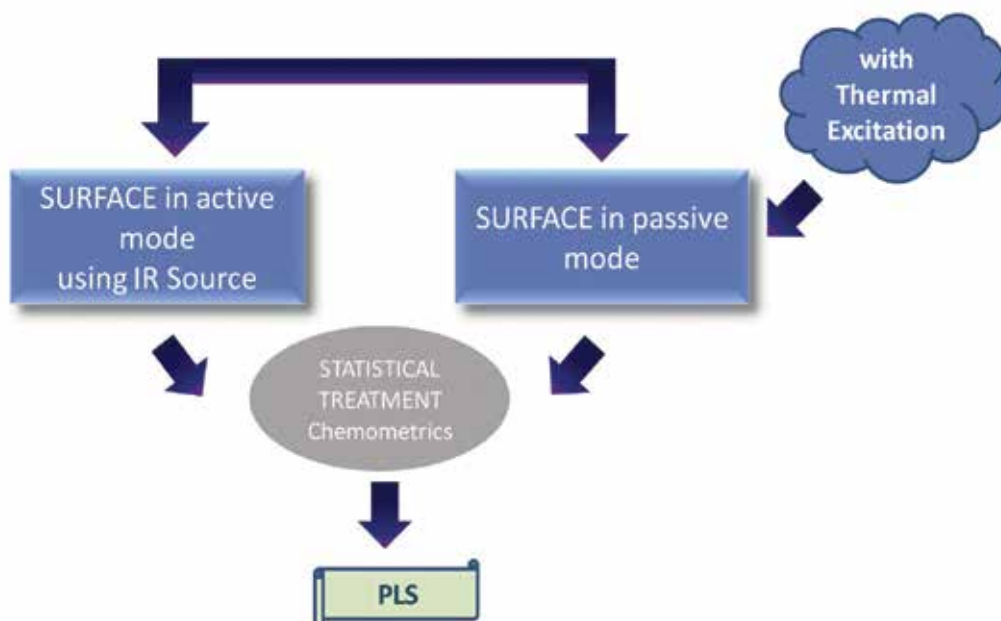 with
Thermal
Excitation
SURFACE in active
mode
using IR Source
SURFACE in passive
mode
STATISTICAL
TREATMENT
Chemometrics
PLS